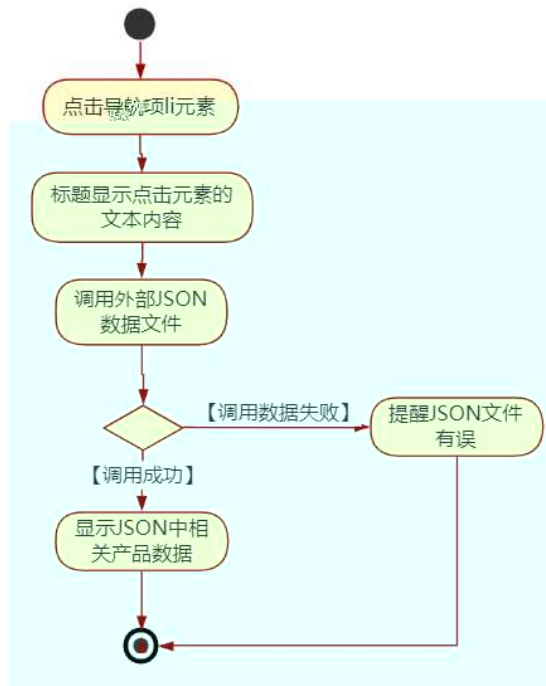 点击导航项li元素
标题显示点击元素的
文本内容
调用外部JSON
数据文件
【调用数据失败】
提醒JSON文件
有误
【调用成功】
显示JSON中相
关产品数据